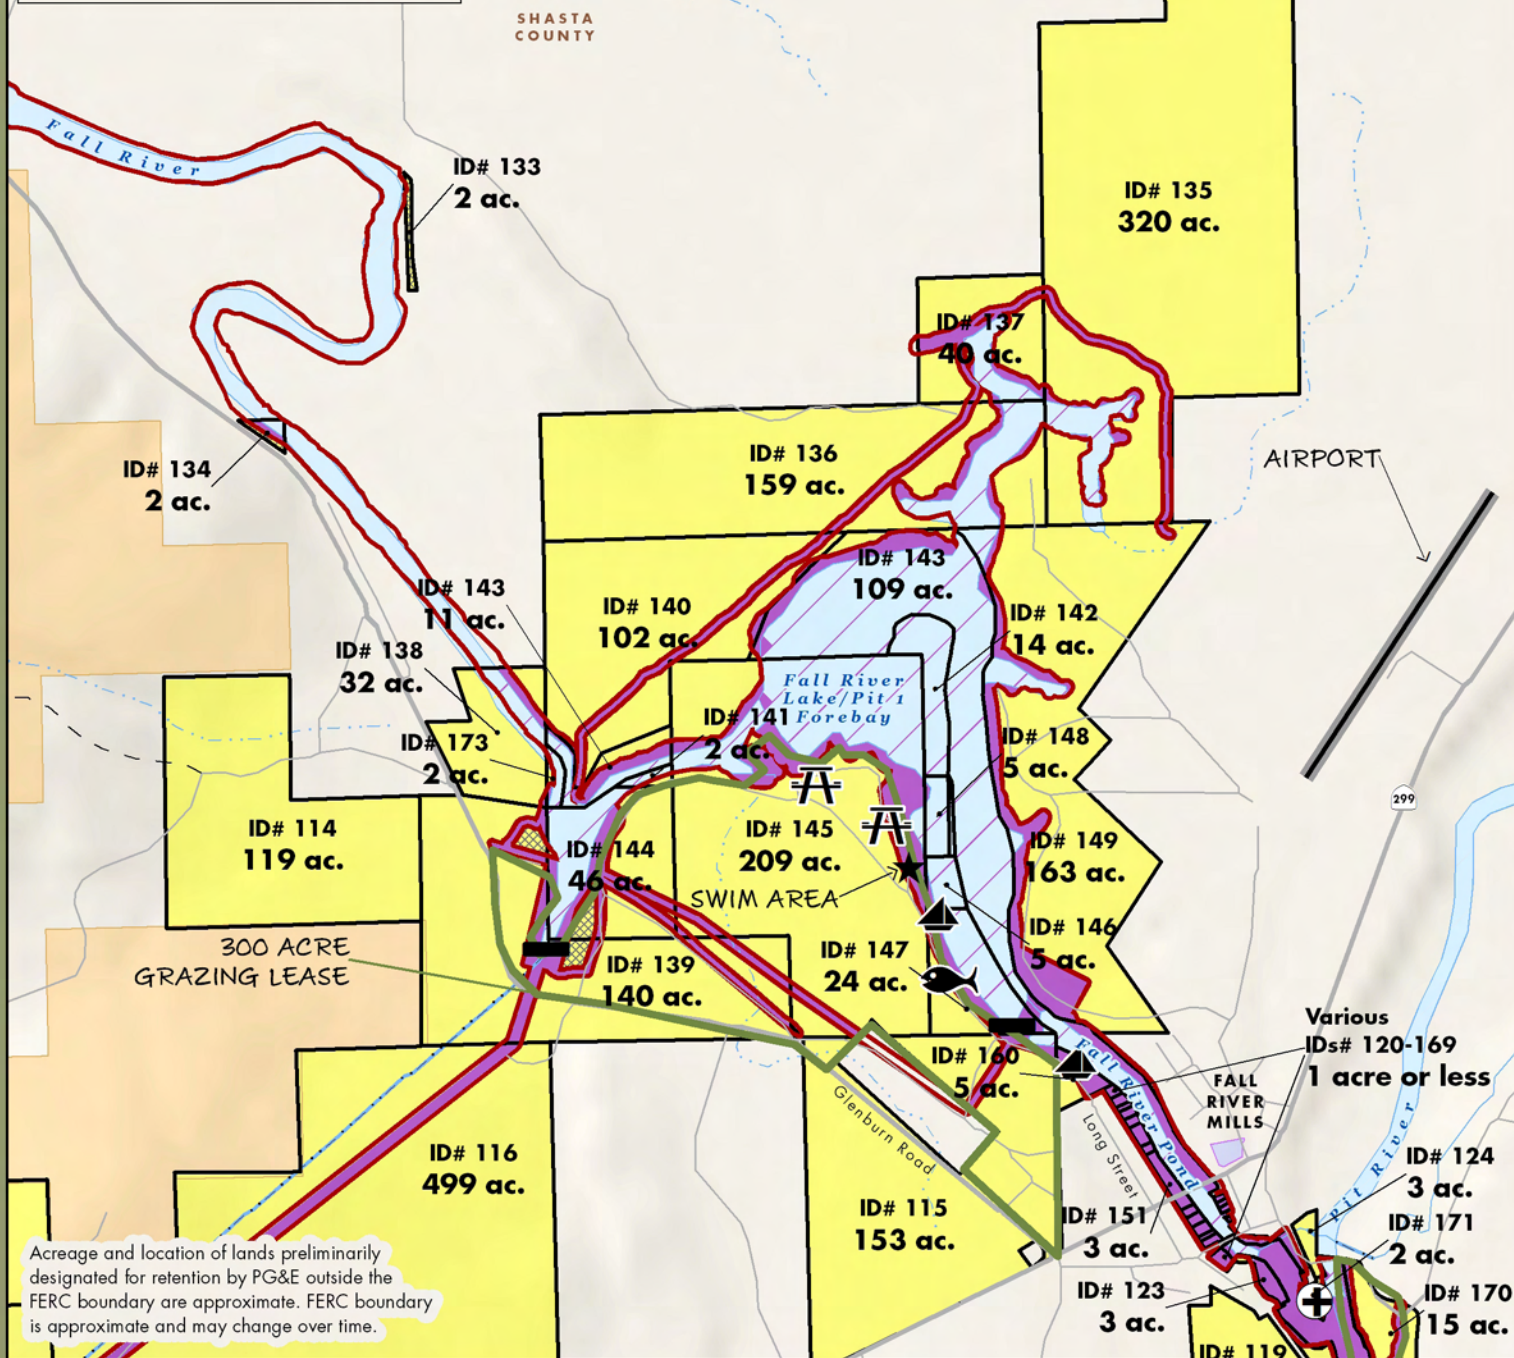 SHASTA
COUNTY
Fall River
ID# 133
2 ac.
ID# 135
320 ac.
ID# 137
40 ac.
ID# 134
2 ac.
ID# 136
159 ac.
AIRPORT
ID# 143
11 ac.
ID# 140
102 ac.
ID# 143
109 ac.
ID# 142
14 ac.
ID# 138
32 ac.
Fall River
Lake/Pit 1
Forebay
ID# 173
2 ac.
ID# 141
2 ac.
ID# 148
5 ac.
299
ID# 114
119 ac.
ID# 144
46 ac.
ID# 145
209 ac.
SWIM AREA
ID# 149
163 ac.
300 ACRE
GRAZING LEASE
ID# 139
140 ac.
ID# 147
24 ac.
ID# 146
5 ac.
Various
IDs# 120-169
1 acre or less
ID# 160
5 ac.
Fall River Pond
FALL
RIVER
MILLS
Glenburn Road
Long Street
Pit River
ID# 116
499 ac.
ID# 115
153 ac.
ID# 151
3 ac.
ID# 124
3 ac.
ID# 171
2 ac.
ID# 123
3 ac.
ID# 170
15 ac.
ID# 119
Acreage and location of lands preliminarily
designated for retention by PG&E outside the
FERC boundary are approximate. FERC boundary
is approximate and may change over time.